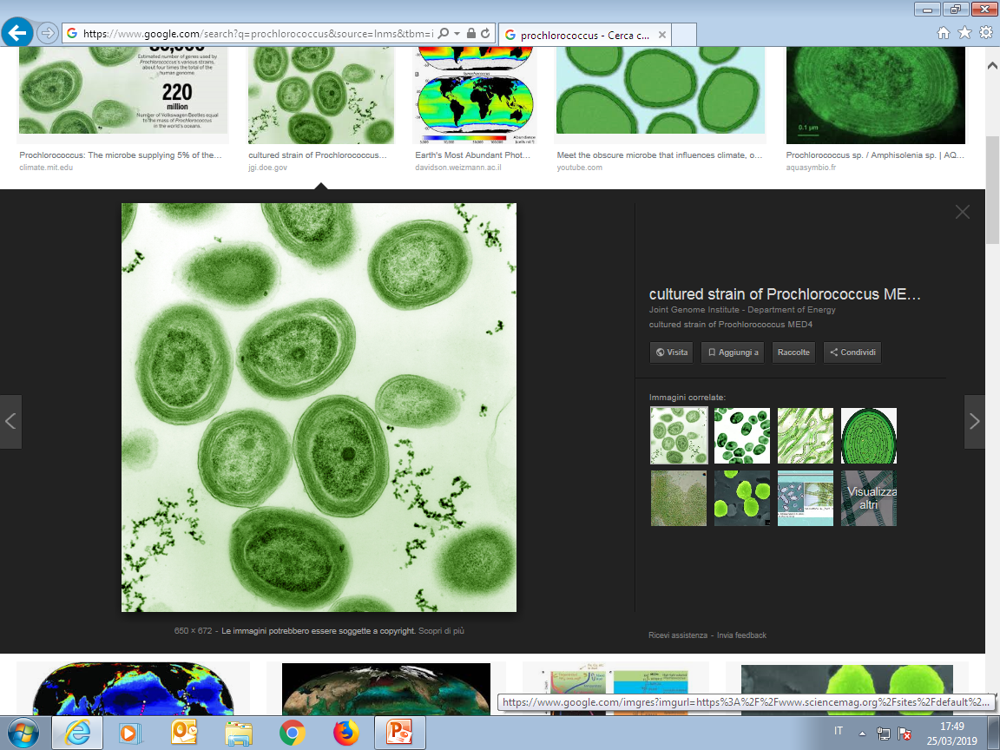 https://www.google.com/search?q=prochlorococcus&source=lnms&tbm=i
prochlorococcus - Cerca c...
Estimated number of genes used by
Prochlorococcus's various strains,
about four times the total of the
human genome.
220
million
Number of Volkswagen Beetles equal
to the mass of Prochlorococcus
in the world's oceans.
B
Abundance
0.1 µm
Prochlorococcus: The microbe supplying 5% of the...
climate.mit.edu
cultured strain of Prochlorococcus...
jgi.doe.gov
Earth's Most Abundant Phot...
davidson.weizmann.ac.il
Meet the obscure microbe that influences climate, o...
youtube.com
Prochlorococcus sp. / Amphisolenia sp. | AQ...
aquasymbio.fr
cultured strain of Prochlorococcus ME...
Joint Genome Institute - Department of Energy
cultured strain of Prochlorococcus MED4
Visita
Aggiungi a
Raccolte
Condividi
Immagini correlate:
Visualizza
altri
650 × 672 - Le immagini potrebbero essere soggette a copyright. Scopri di più
Ricevi assistenza - Invia feedback
https://www.google.com/imgres?imgurl=https%3A%2F%2Fwww.sciencemag.org%2Fsites%2Fdefault%2...
IT
17:49
25/03/2019